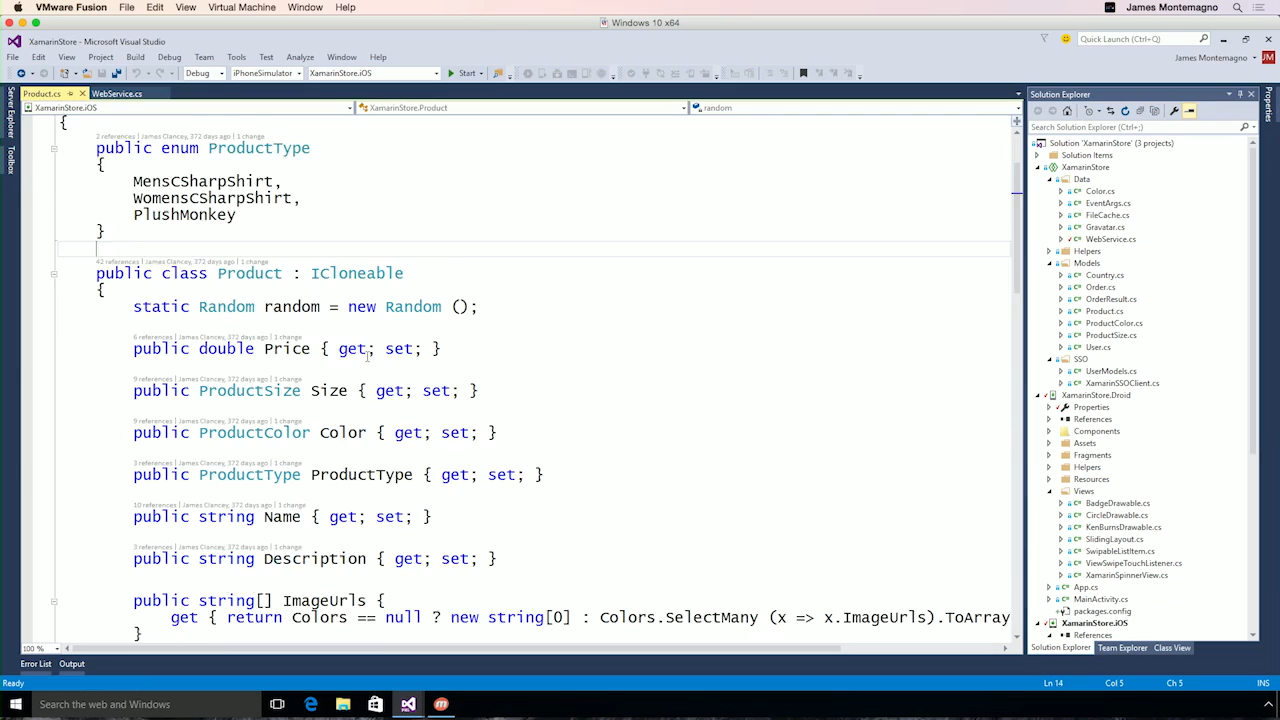 VMware Fusion File Edit View Virtual Machine Window Help James Montemagno
Windows 10 x64
XamarinStore - Microsoft Visual Studio Quick Launch (Ctrl+Q)
File Edit View Project Build Debug Team Tools Test Analyze Window Help James Montemagno JM
Debug iPhoneSimulator XamarinStore.iOS Start
Server Explorer
Toolbox
Product.cs WebService.cs
XamarinStore.iOS XamarinStore.Product random
{
2 references | James Clancey, 372 days ago | 1 change
public enum ProductType
{
MensCSharpShirt,
WomensCSharpShirt,
PlushMonkey
}
42 references | James Clancey, 372 days ago | 1 change
public class Product : ICloneable
{
static Random random = new Random ();
6 references | James Clancey, 372 days ago | 1 change
public double Price { get; set; }
9 references | James Clancey, 372 days ago | 1 change
public ProductSize Size { get; set; }
9 references | James Clancey, 372 days ago | 1 change
public ProductColor Color { get; set; }
3 references | James Clancey, 372 days ago | 1 change
public ProductType ProductType { get; set; }
10 references | James Clancey, 372 days ago | 1 change
public string Name { get; set; }
3 references | James Clancey, 372 days ago | 1 change
public string Description { get; set; }
public string[] ImageUrls {
get { return Colors == null ? new string[0] : Colors.SelectMany (x => x.ImageUrls).ToArray
}
100 %
Solution Explorer
Search Solution Explorer (Ctrl+;)
Solution 'XamarinStore' (3 projects)
Solution Items
XamarinStore
Data
Color.cs
EventArgs.cs
FileCache.cs
Gravatar.cs
WebService.cs
Helpers
Models
Country.cs
Order.cs
OrderResult.cs
Product.cs
ProductColor.cs
ProductSize.cs
User.cs
SSO
UserModels.cs
XamarinSSOClient.cs
XamarinStore.Droid
Properties
References
Components
Assets
Fragments
Helpers
Resources
Views
BadgeDrawable.cs
CircleDrawable.cs
KenBurnsDrawable.cs
SlidingLayout.cs
SwipableListItem.cs
ViewSwipeTouchListener.cs
XamarinSpinnerView.cs
App.cs
MainActivity.cs
packages.config
XamarinStore.iOS
References
Solution Explorer Team Explorer Class View
Properties
Error List Output
Ready Ln 14 Col 5 Ch 5 INS
Search the web and Windows